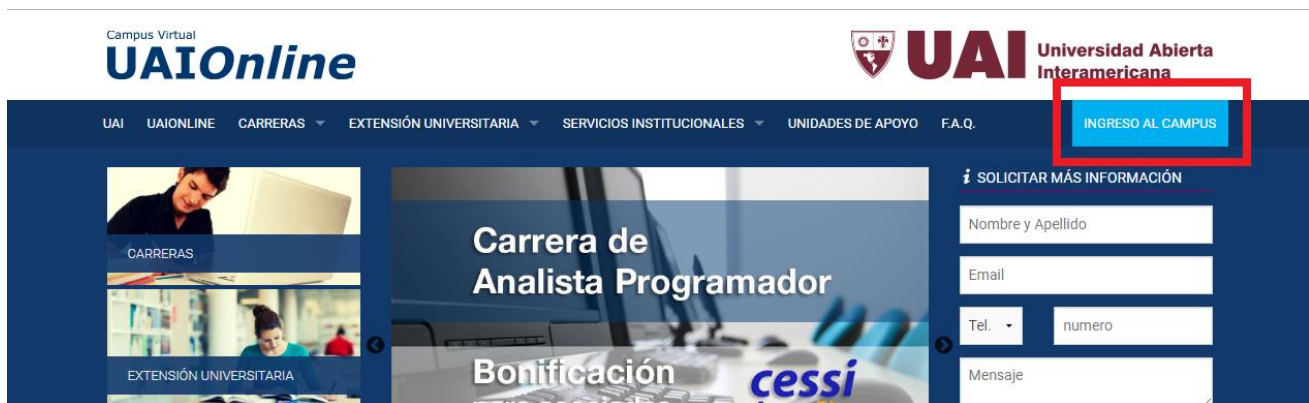 Campus Virtual
UAIOnline
UAI
Universidad Abierta
Interamericana
UAI UAIONLINE CARRERAS EXTENSIÓN UNIVERSITARIA SERVICIOS INSTITUCIONALES UNIDADES DE APOYO F.A.Q. INGRESO AL CAMPUS
CARRERAS
EXTENSIÓN UNIVERSITARIA
Carrera de
Analista Programador
Bonificación
cessi
i SOLICITAR MÁS INFORMACIÓN
Nombre y Apellido
Email
Tel. numero
Mensaje